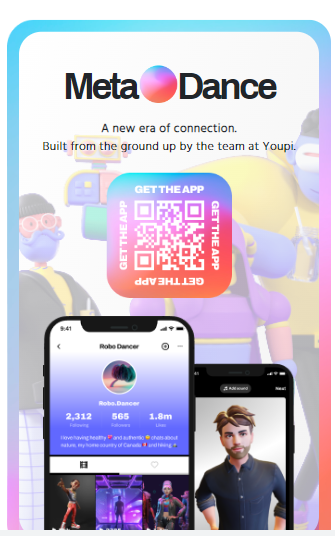 Meta Dance
A new era of connection.
Built from the ground up by the team at Youpi.
GET THE APP
GET THE APP
GET THE APP
GET THE APP
9:41
Robo Dancer
Robo.Dancer
2,312 565 1.8m
Following Followers Likes
I love having healthy 🥦 and authentic 😊 chats about
nature, my home country of Canada 🍁 and hiking
9:41
Add sound
Next